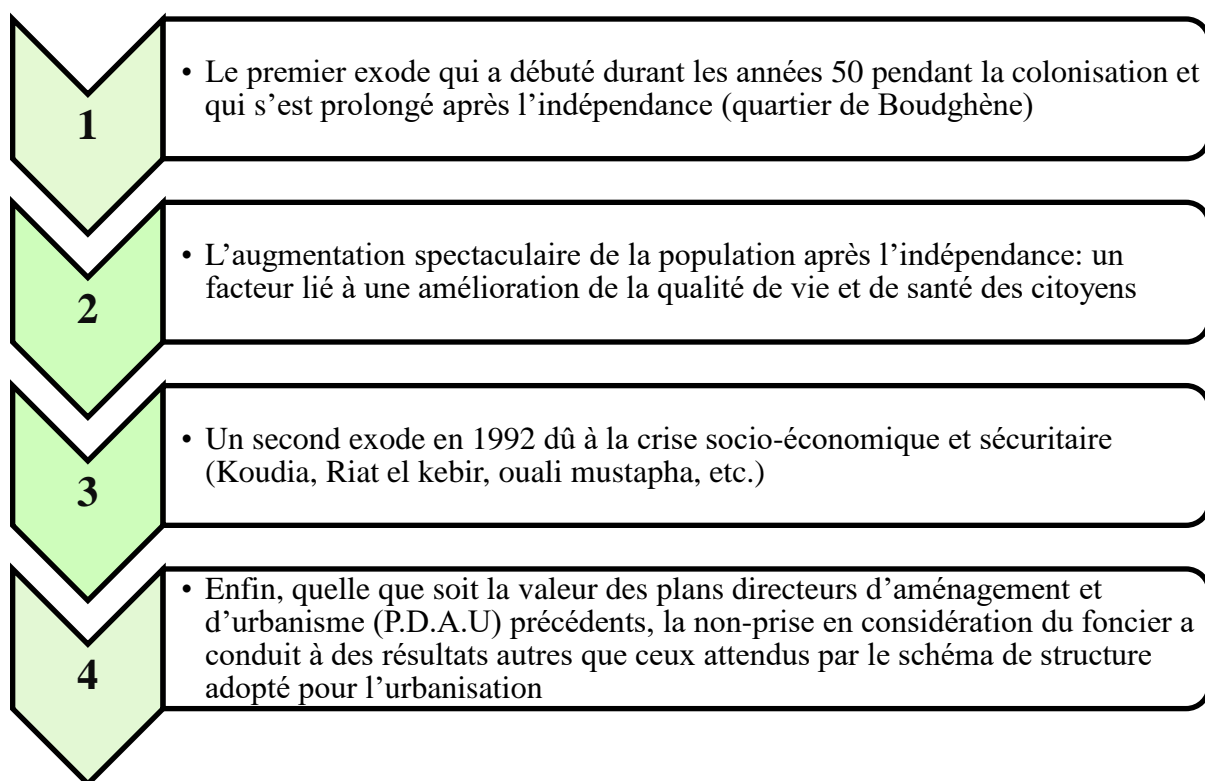 1
• Le premier exode qui a débuté durant les années 50 pendant la colonisation et
qui s’est prolongé après l’indépendance (quartier de Boudghène)
2
• L’augmentation spectaculaire de la population après l’indépendance: un
facteur lié à une amélioration de la qualité de vie et de santé des citoyens
3
• Un second exode en 1992 dû à la crise socio-économique et sécuritaire
(Koudia, Riat el kebir, ouali mustapha, etc.)
4
• Enfin, quelle que soit la valeur des plans directeurs d’aménagement et
d’urbanisme (P.D.A.U) précédents, la non-prise en considération du foncier a
conduit à des résultats autres que ceux attendus par le schéma de structure
adopté pour l’urbanisation